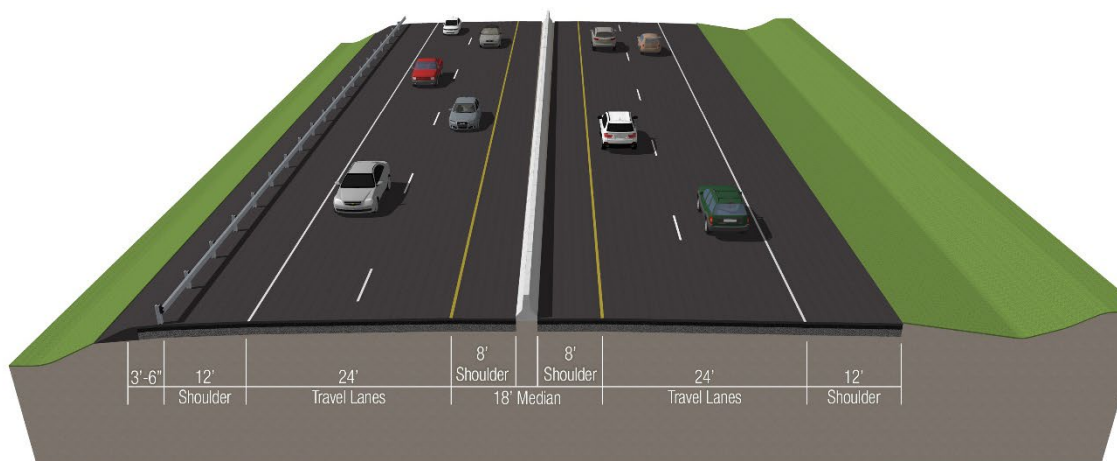 8'
Shoulder
8'
Shoulder
3'-6"
12'
Shoulder
24'
Travel Lanes
18' Median
24'
Travel Lanes
12'
Shoulder